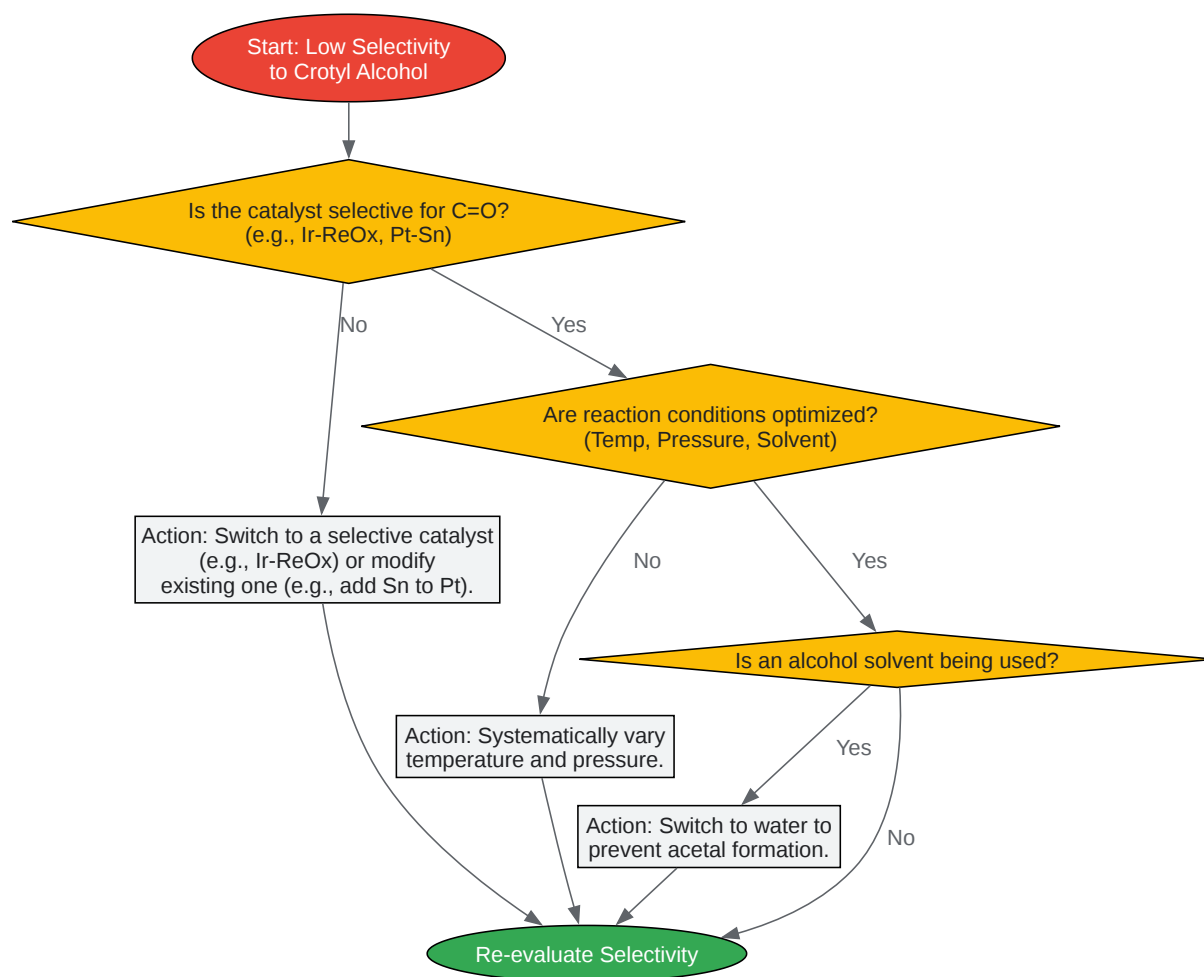 Start: Low Selectivity
to Crotyl Alcohol
Is the catalyst selective for C=O?
(e.g., Ir-ReOx, Pt-Sn)
No
Yes
Are reaction conditions optimized?
(Temp, Pressure, Solvent)
Action: Switch to a selective catalyst
(e.g., Ir-ReOx) or modify
existing one (e.g., add Sn to Pt).
No
Yes
Is an alcohol solvent being used?
Action: Systematically vary
temperature and pressure.
Yes
Action: Switch to water to
prevent acetal formation.
No
Re-evaluate Selectivity